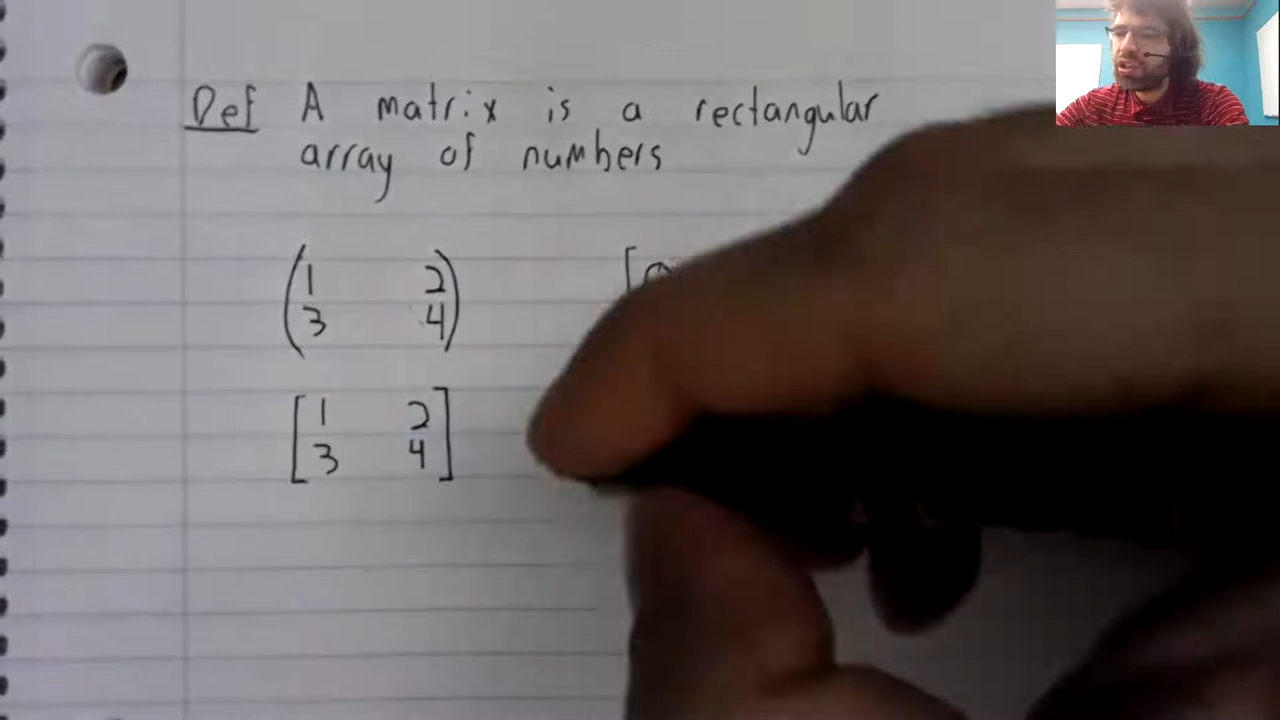 Def A matrix is a rectangular
array of numbers
(1 2
3 4)
[1 2
3 4]